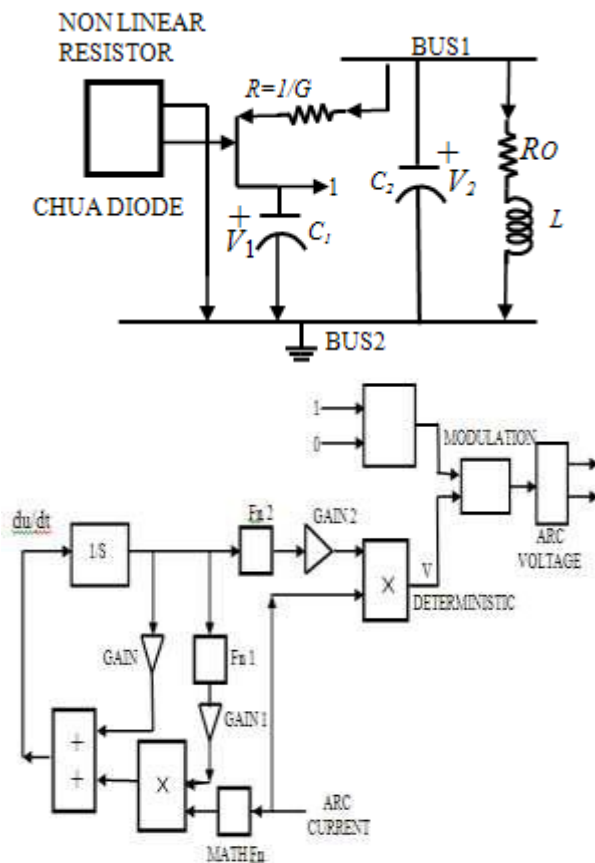 NON LINEAR
RESISTOR
BUS1
R=1/G
RO
+
C2
V2
L
1
CHUA DIODE
+
V1
C1
BUS2
1
0
MODULATION
du/dt
1/S
Fn 2
GAIN 2
ARC
VOLTAGE
X
V
DETERMINISTIC
GAIN
Fn 1
GAIN 1
+
+
X
ARC
CURRENT
MATH Fn